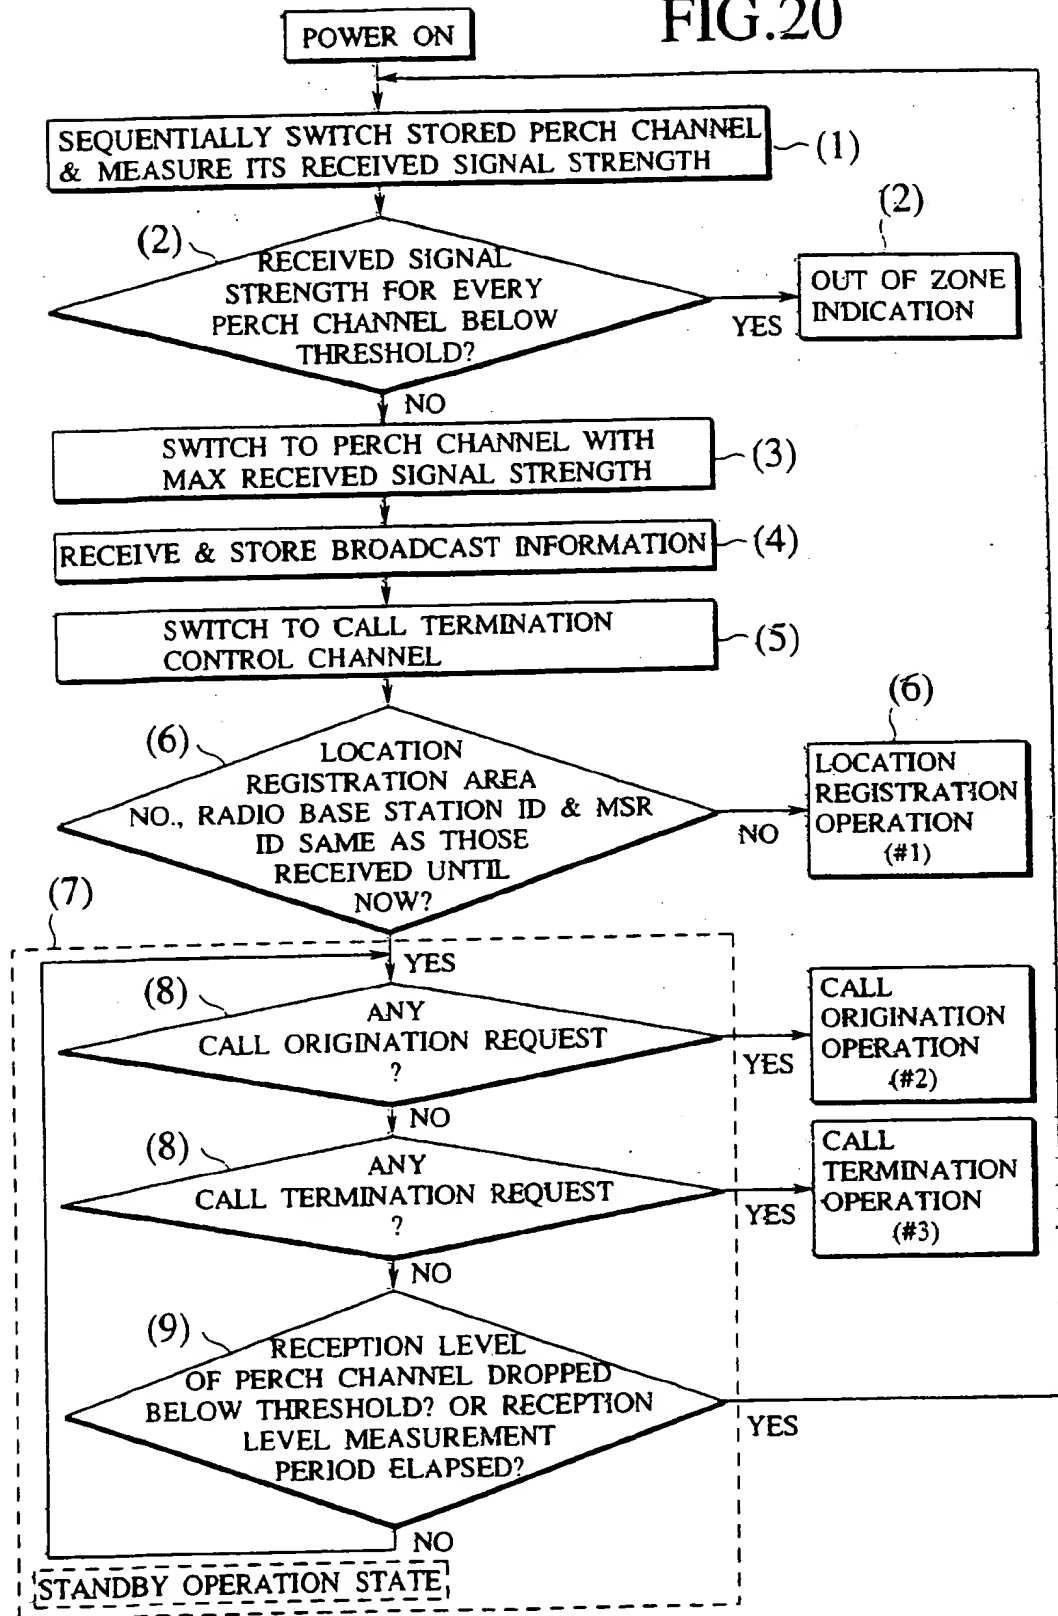 FIG.20
POWER ON
SEQUENTIALLY SWITCH STORED PERCH CHANNEL
& MEASURE ITS RECEIVED SIGNAL STRENGTH
(1)
(2)
RECEIVED SIGNAL
STRENGTH FOR EVERY
PERCH CHANNEL BELOW
THRESHOLD?
YES
(2)
OUT OF ZONE
INDICATION
NO
SWITCH TO PERCH CHANNEL WITH
MAX RECEIVED SIGNAL STRENGTH
(3)
RECEIVE & STORE BROADCAST INFORMATION
(4)
SWITCH TO CALL TERMINATION
CONTROL CHANNEL
(5)
(6)
LOCATION
REGISTRATION AREA
NO., RADIO BASE STATION ID & MSR
ID SAME AS THOSE
RECEIVED UNTIL
NOW?
NO
(6)
LOCATION
REGISTRATION
OPERATION
(#1)
(7)
YES
(8)
ANY
CALL ORIGINATION REQUEST
?
YES
CALL
ORIGINATION
OPERATION
(#2)
NO
(8)
ANY
CALL TERMINATION REQUEST
?
YES
CALL
TERMINATION
OPERATION
(#3)
NO
(9)
RECEPTION LEVEL
OF PERCH CHANNEL DROPPED
BELOW THRESHOLD? OR RECEPTION
LEVEL MEASUREMENT
PERIOD ELAPSED?
YES
NO
STANDBY OPERATION STATE